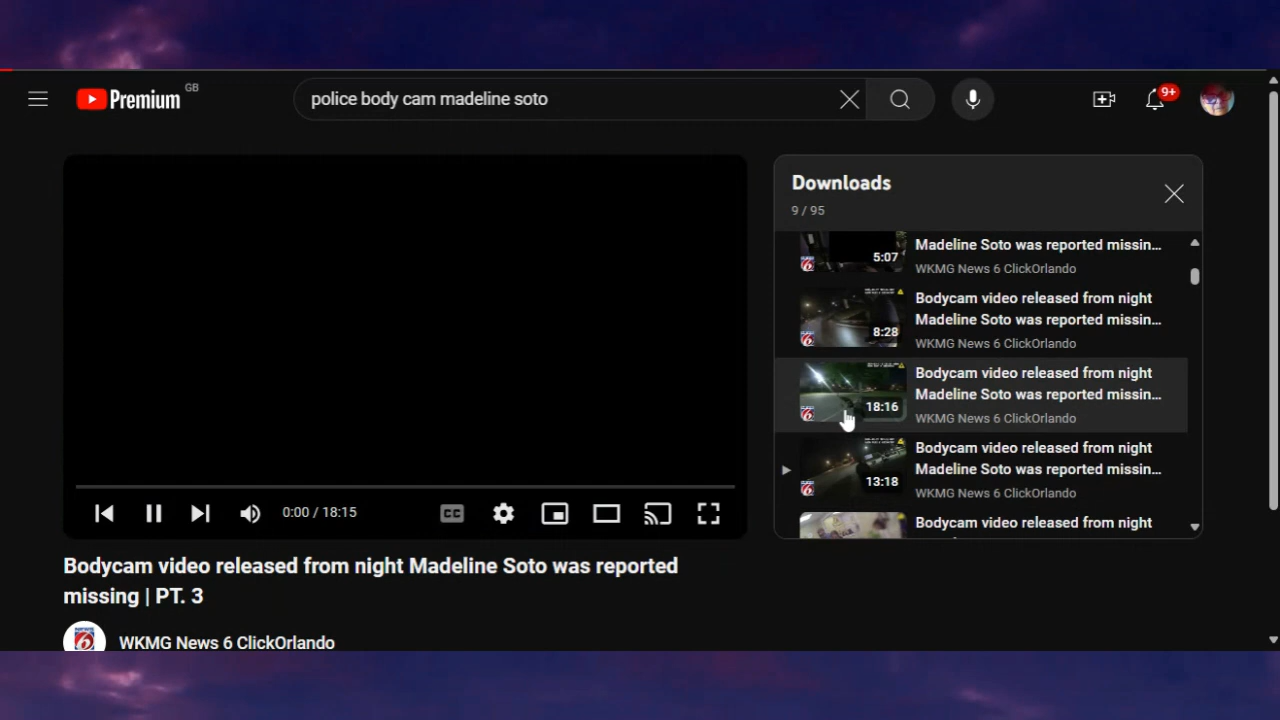 Premium GB
police body cam madeline soto
9+
Downloads
9 / 95
5:07
Madeline Soto was reported missin...
WKMG News 6 ClickOrlando
8:28
Bodycam video released from night
Madeline Soto was reported missin...
WKMG News 6 ClickOrlando
18:16
Bodycam video released from night
Madeline Soto was reported missin...
WKMG News 6 ClickOrlando
13:18
Bodycam video released from night
Madeline Soto was reported missin...
WKMG News 6 ClickOrlando
Bodycam video released from night
0:00 / 18:15
CC
Bodycam video released from night Madeline Soto was reported
missing | PT. 3
6
WKMG News 6 ClickOrlando